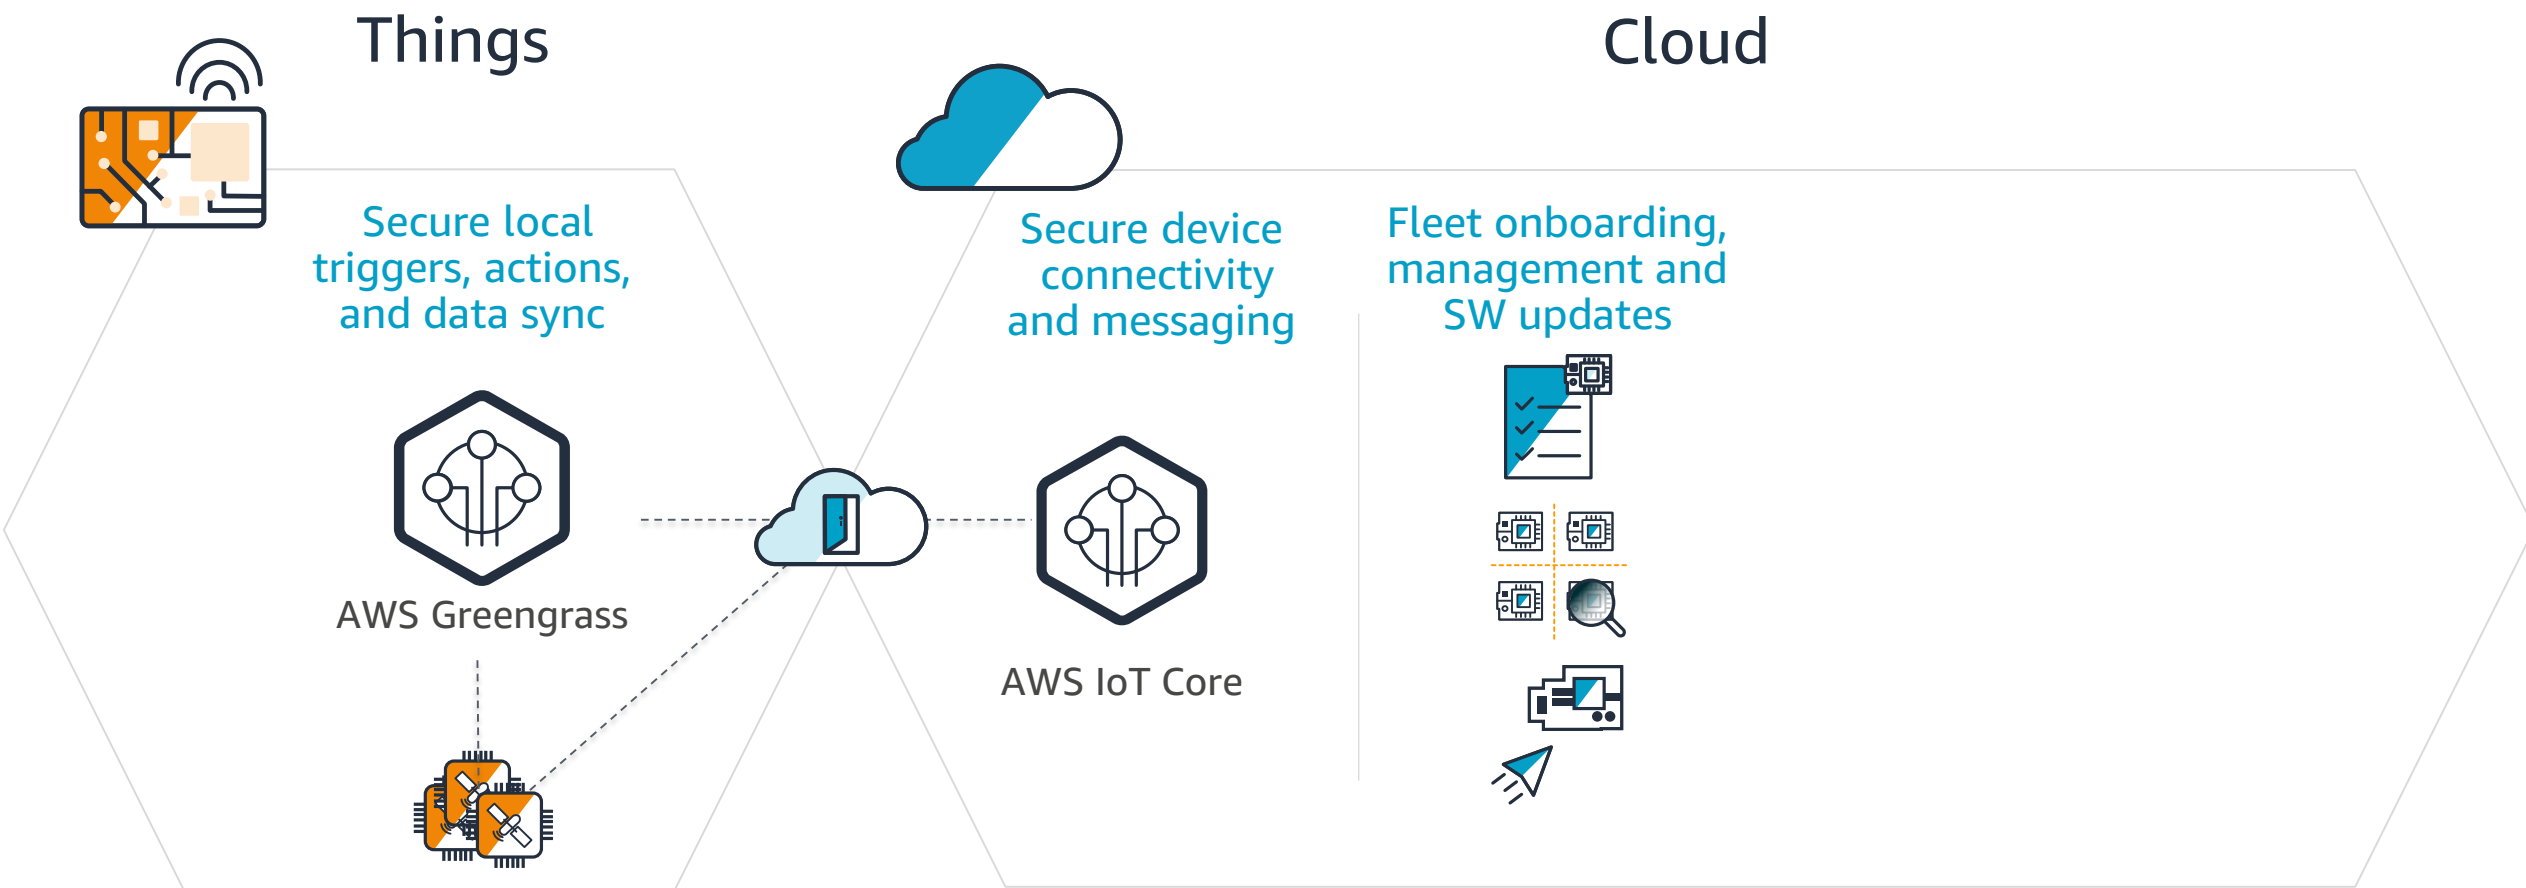 Things
Cloud
Secure local
triggers, actions,
and data sync
AWS Greengrass
Secure device
connectivity
and messaging
AWS IoT Core
Fleet onboarding,
management and
SW updates